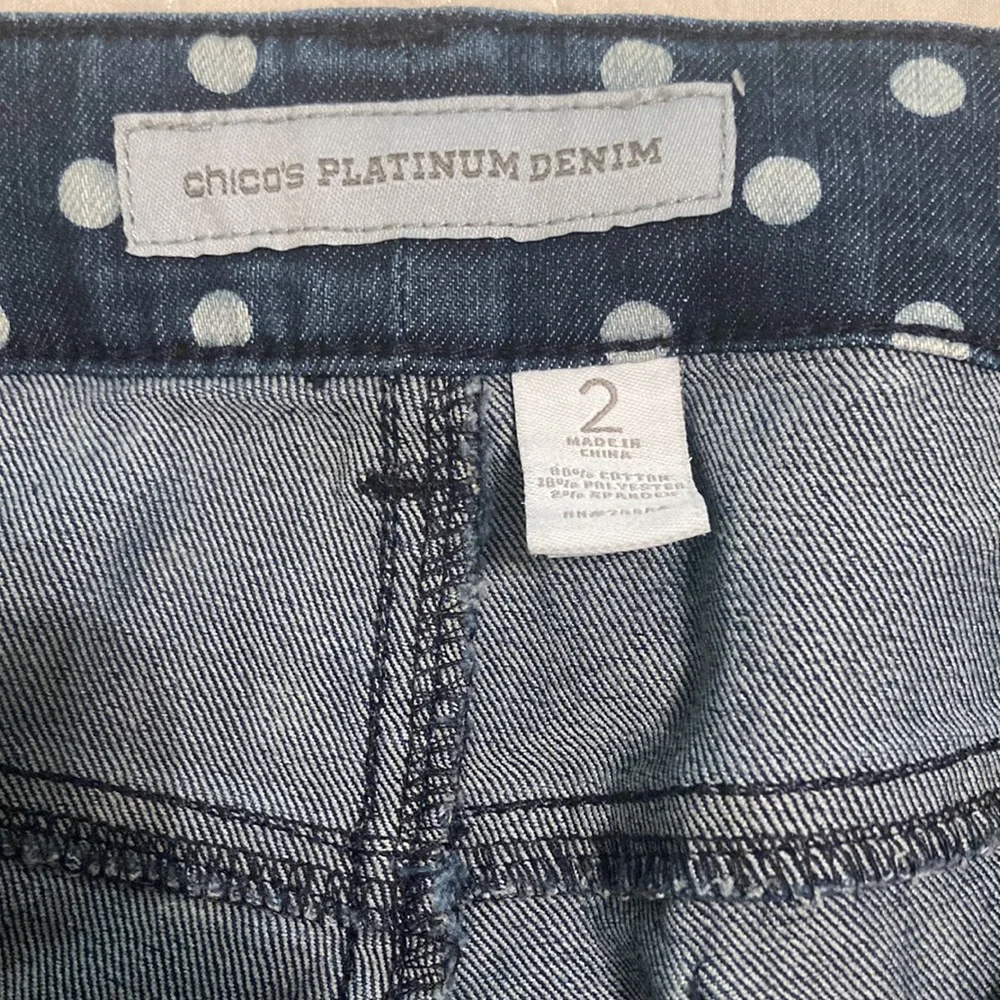 chico's PLATINUM DENIM
2
MADE IN
CHINA
80% COTTON
18% POLYESTER
2% SPANDEX